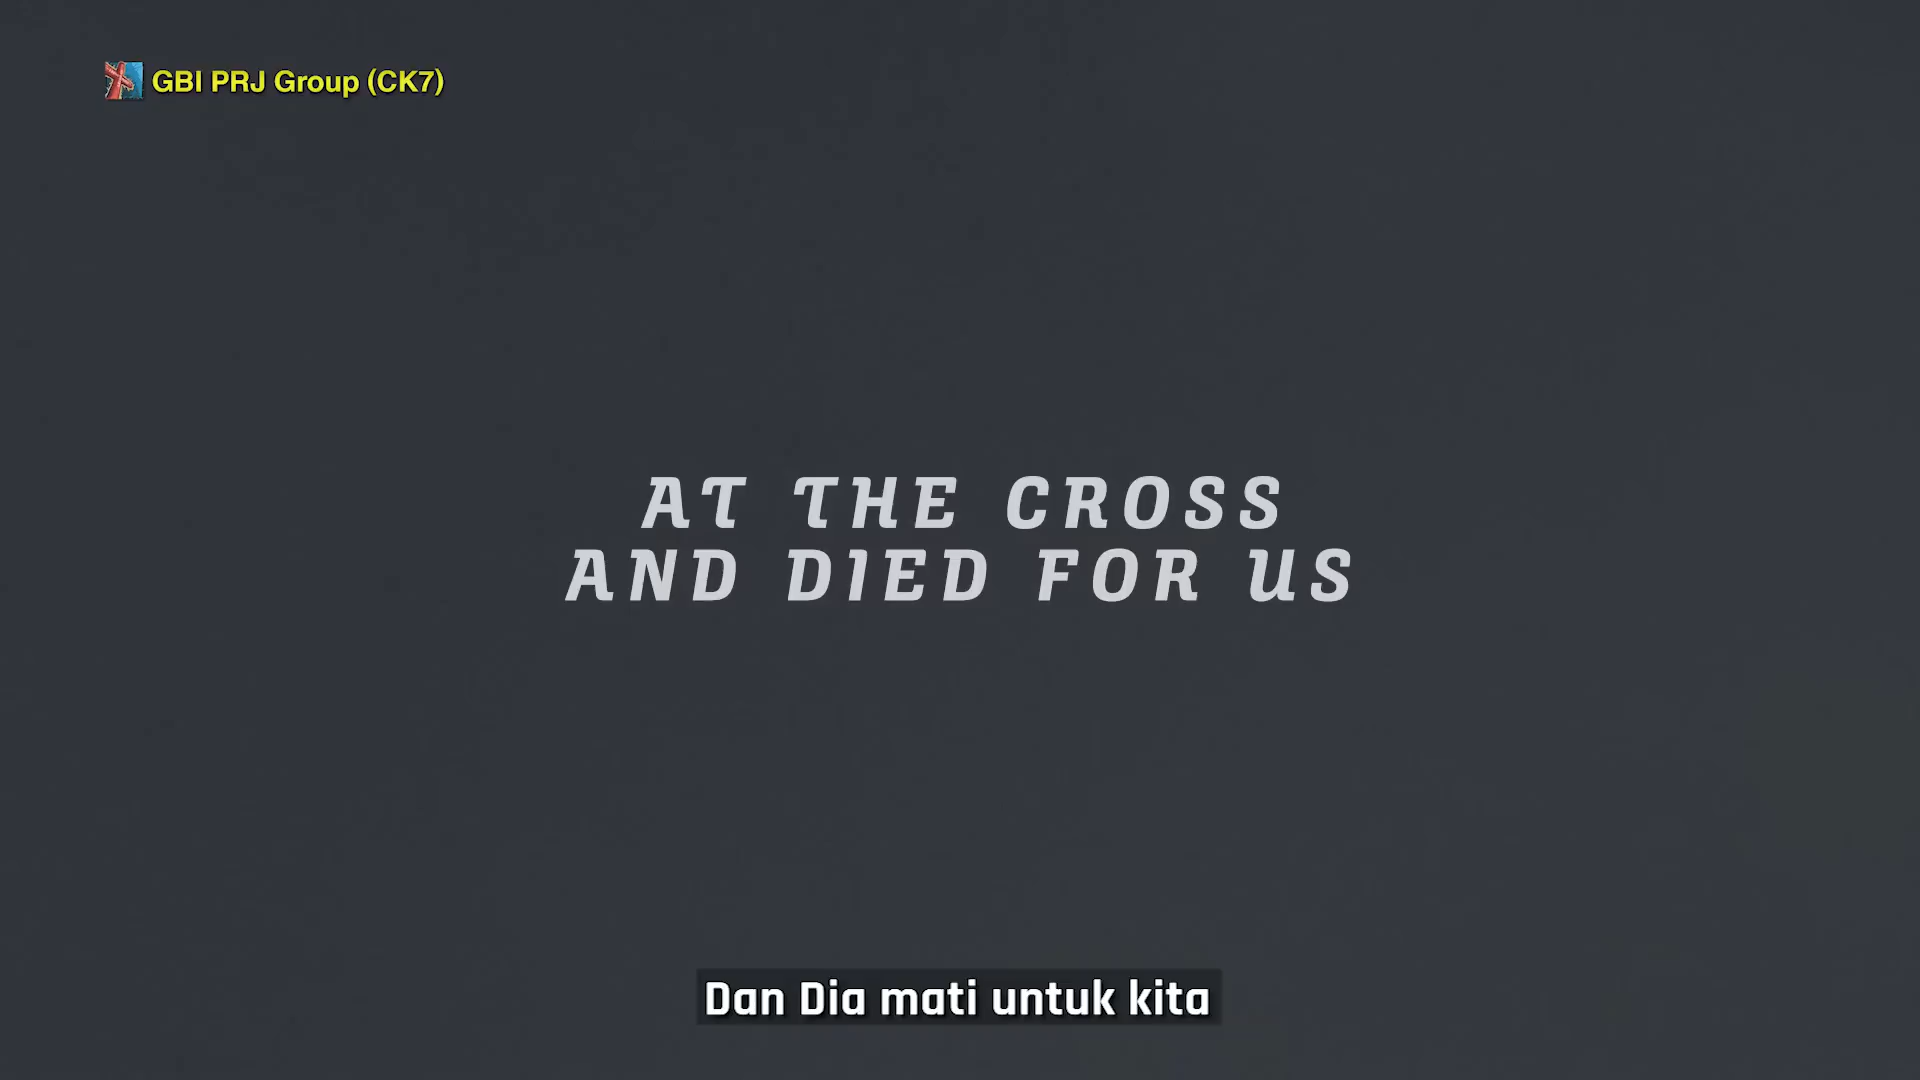 GBI PRJ Group (CK7)
AT THE CROSS
AND DIED FOR US
Dan Dia mati untuk kita